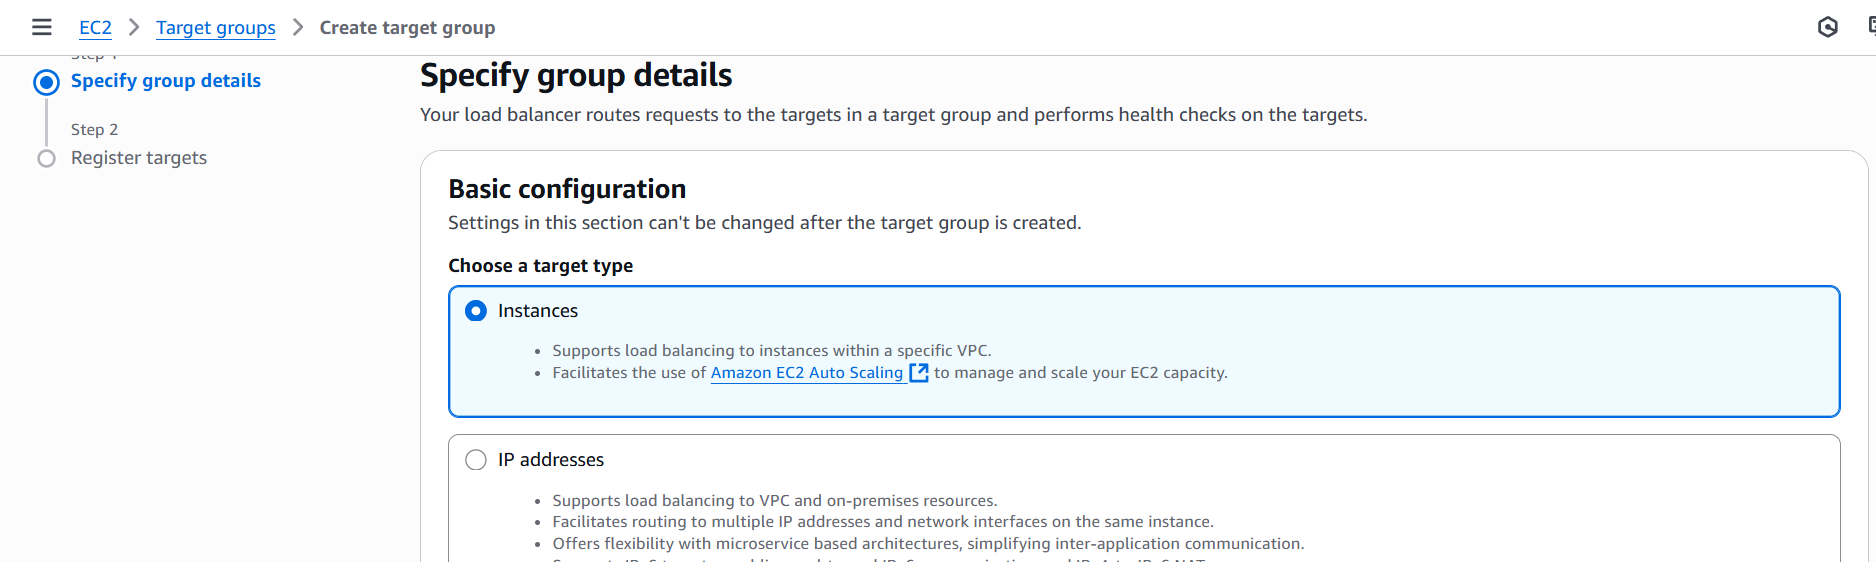 EC2 > Target groups > Create target group
Specify group details
Step 2
Register targets
Specify group details
Your load balancer routes requests to the targets in a target group and performs health checks on the targets.
Basic configuration
Settings in this section can't be changed after the target group is created.
Choose a target type
Instances
• Supports load balancing to instances within a specific VPC.
• Facilitates the use of Amazon EC2 Auto Scaling to manage and scale your EC2 capacity.
IP addresses
• Supports load balancing to VPC and on-premises resources.
• Facilitates routing to multiple IP addresses and network interfaces on the same instance.
• Offers flexibility with microservice based architectures, simplifying inter-application communication.